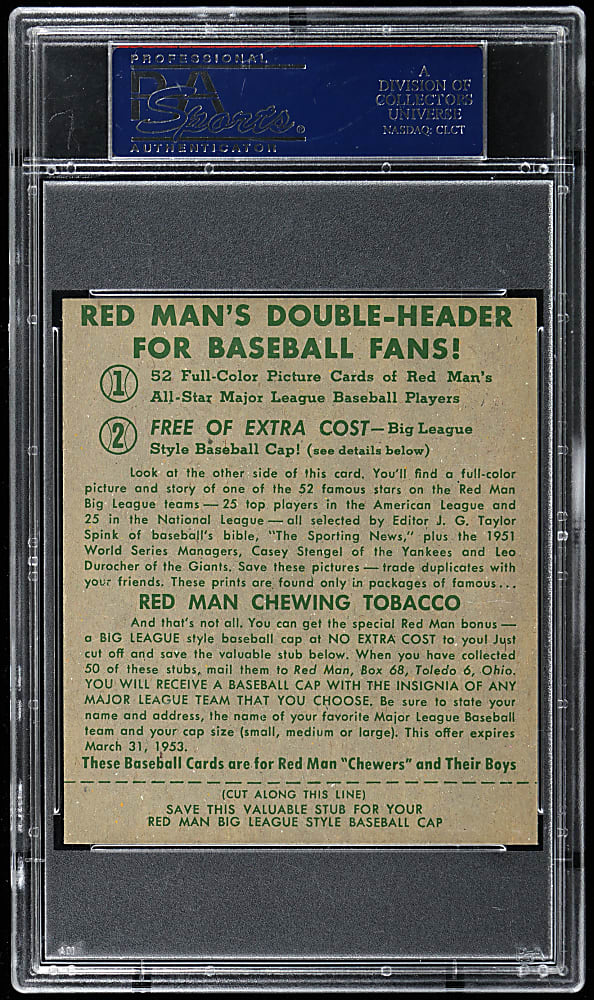 PROFESSIONAL
PSA
Sports®
AUTHENTICATOR
A
DIVISION OF
COLLECTORS
UNIVERSE
NASDAQ: CLCT
RED MAN'S DOUBLE-HEADER
FOR BASEBALL FANS!
1 52 Full-Color Picture Cards of Red Man's
All-Star Major League Baseball Players
2 FREE OF EXTRA COST—Big League
Style Baseball Cap! (see details below)
Look at the other side of this card. You'll find a full-color
picture and story of one of the 52 famous stars on the Red Man
Big League teams — 25 top players in the American League and
25 in the National League — all selected by Editor J. G. Taylor
Spink of baseball's bible, "The Sporting News," plus the 1951
World Series Managers, Casey Stengel of the Yankees and Leo
Durocher of the Giants. Save these pictures — trade duplicates with
your friends. These prints are found only in packages of famous...
RED MAN CHEWING TOBACCO
And that's not all. You can get the special Red Man bonus —
a BIG LEAGUE style baseball cap at NO EXTRA COST to you! Just
cut off and save the valuable stub below. When you have collected
50 of these stubs, mail them to Red Man, Box 68, Toledo 6, Ohio.
YOU WILL RECEIVE A BASEBALL CAP WITH THE INSIGNIA OF ANY
MAJOR LEAGUE TEAM THAT YOU CHOOSE. Be sure to state your
name and address, the name of your favorite Major League Baseball
team and your cap size (small, medium or large). This offer expires
March 31, 1953.
These Baseball Cards are for Red Man "Chewers" and Their Boys
(CUT ALONG THIS LINE)
SAVE THIS VALUABLE STUB FOR YOUR
RED MAN BIG LEAGUE STYLE BASEBALL CAP